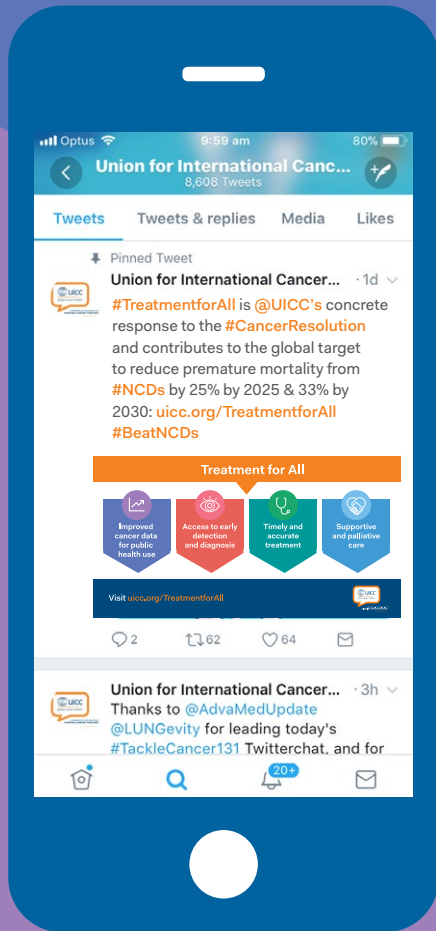 Optus 9:59 am 80%
Union for International Canc...
8,608 Tweets
Tweets Tweets & replies Media Likes
Pinned Tweet
Union for International Cancer... · 1d
UICC
#TreatmentforAll is @UICC's concrete
response to the #CancerResolution
and contributes to the global target
to reduce premature mortality from
#NCDs by 25% by 2025 & 33% by
2030: uicc.org/TreatmentforAll
#BeatNCDs
Treatment for All
Improved
cancer data
for public
health use
Access to early
detection
and diagnosis
Timely and
accurate
treatment
Supportive
and palliative
care
Visit uicc.org/TreatmentforAll
UICC
2 62 64
Union for International Cancer... · 3h
UICC
Thanks to @AdvaMedUpdate
@LUNGevity for leading today's
#TackleCancer131 Twitterchat, and for
20+